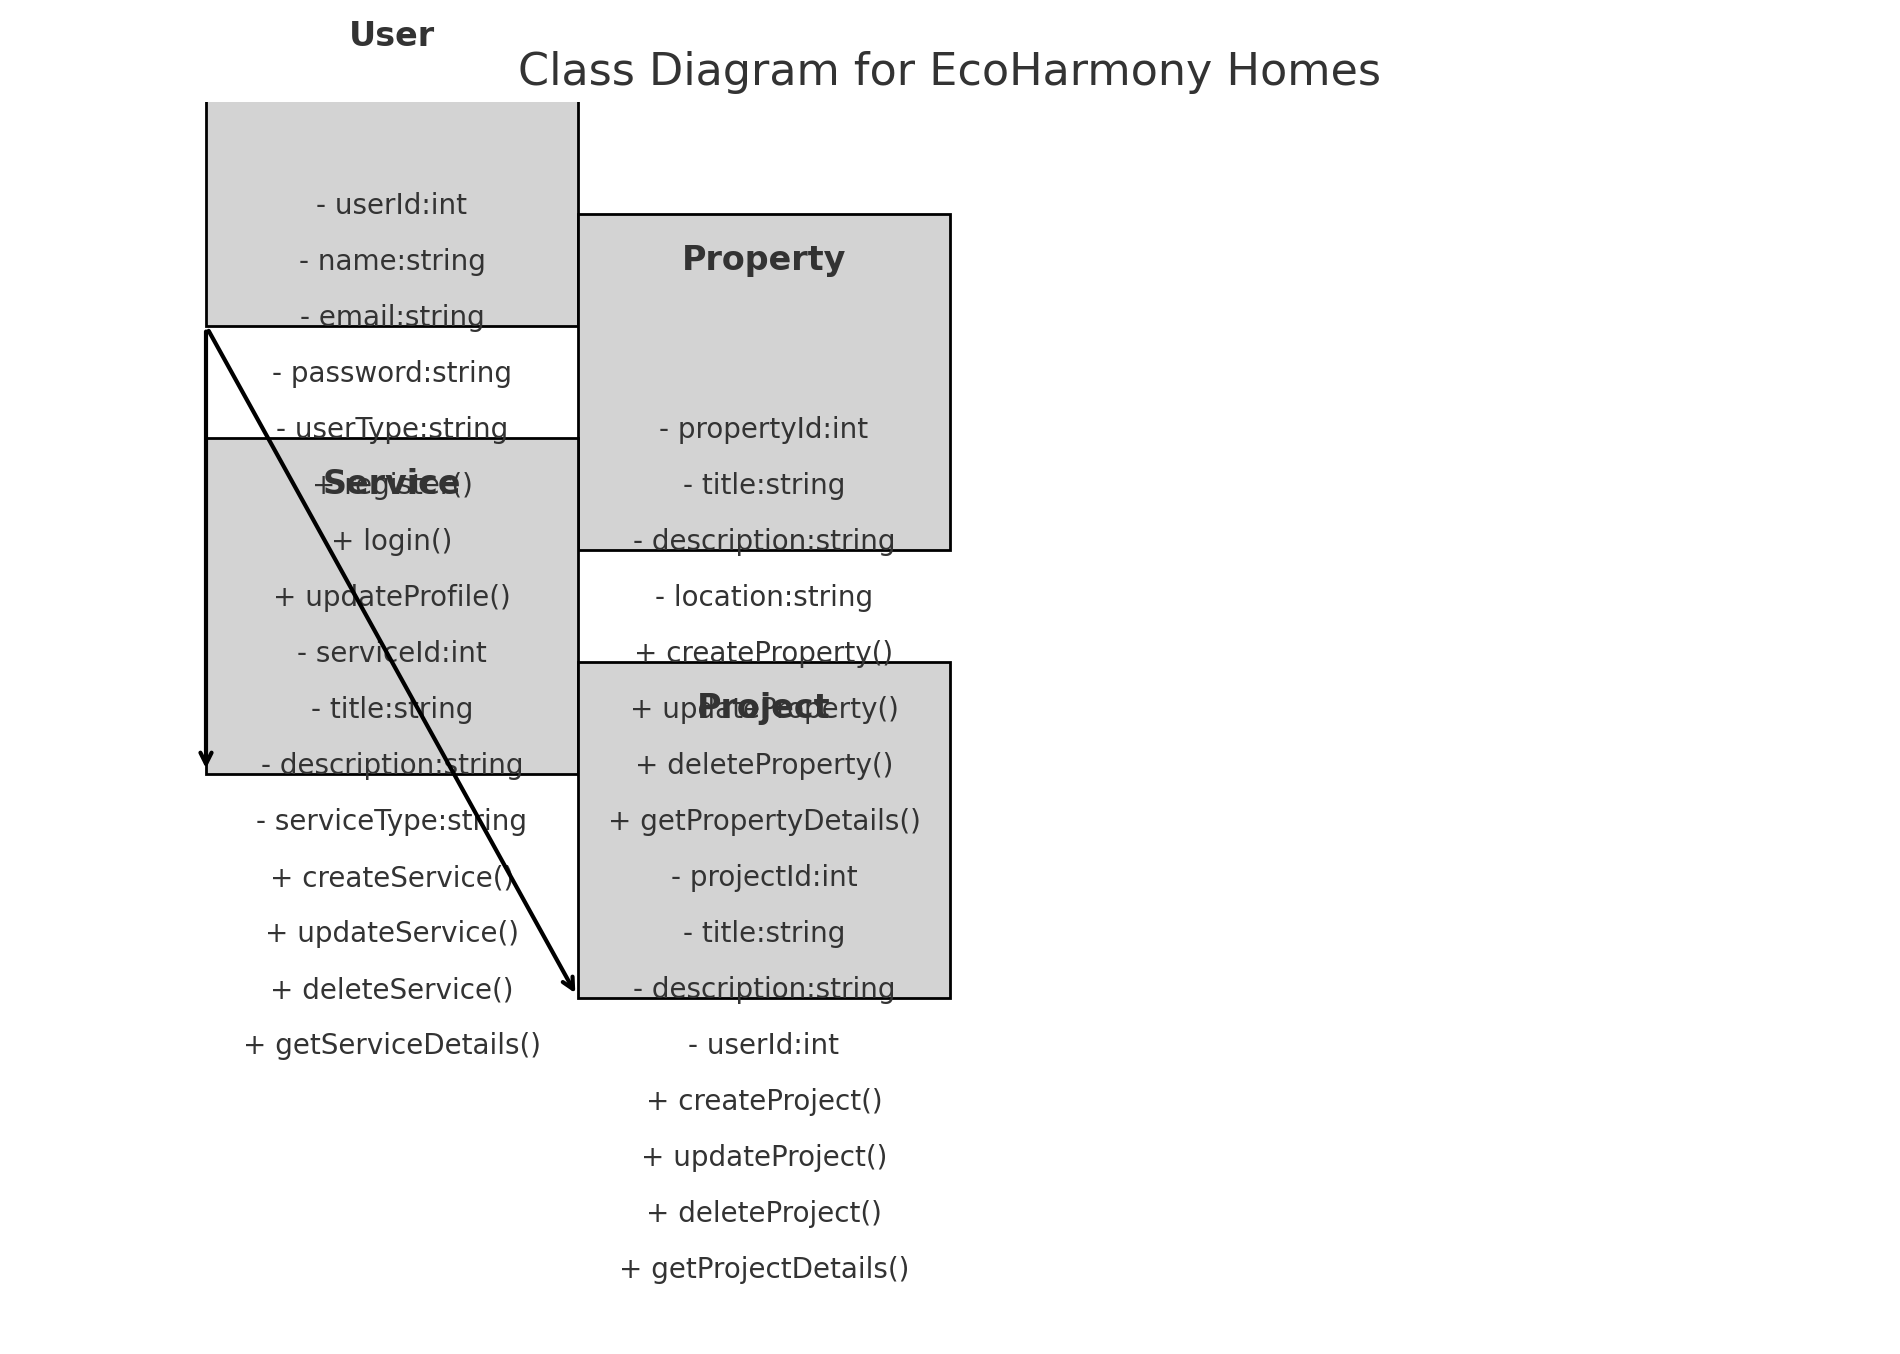 User
Class Diagram for EcoHarmony Homes
- userId:int
- name:string
- email:string
- password:string
- userType:string
Service
+ register()
+ login()
+ updateProfile()
- serviceId:int
- title:string
- description:string
- serviceType:string
+ createService()
+ updateService()
+ deleteService()
+ getServiceDetails()
Property
- propertyId:int
- title:string
- description:string
- location:string
+ createProperty()
Project
+ updateProperty()
+ deleteProperty()
+ getPropertyDetails()
- projectId:int
- title:string
- description:string
- userId:int
+ createProject()
+ updateProject()
+ deleteProject()
+ getProjectDetails()